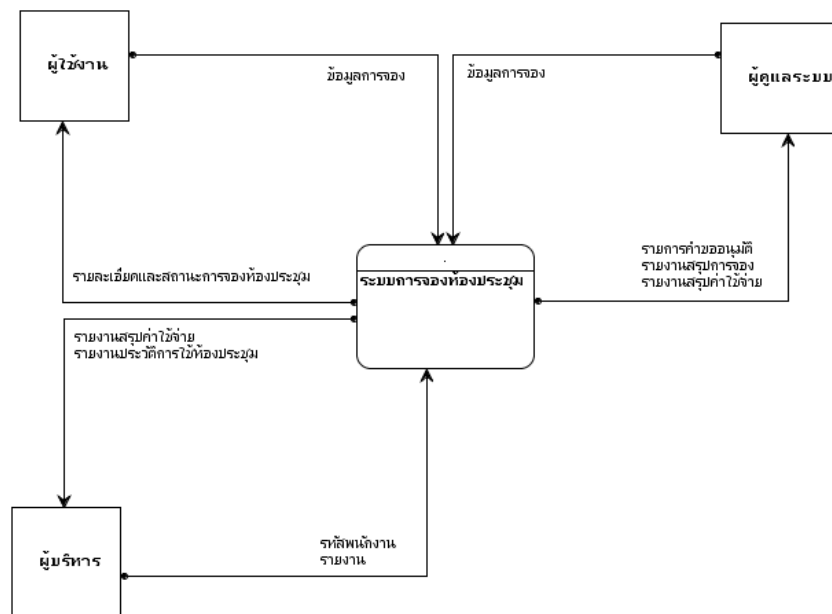 ผู้ใช้งาน
ข้อมูลการจอง
ข้อมูลการจอง
ผู้ดูแลระบบ
รายละเอียดและสถานะการจองห้องประชุม
ระบบการจองห้องประชุม
รายการคำขออนุมัติ
รายงานสรุปการจอง
รายงานสรุปค่าใช้จ่าย
รายงานสรุปค่าใช้จ่าย
รายงานประวัติการใช้ห้องประชุม
ผู้บริหาร
รหัสพนักงาน
รายงาน